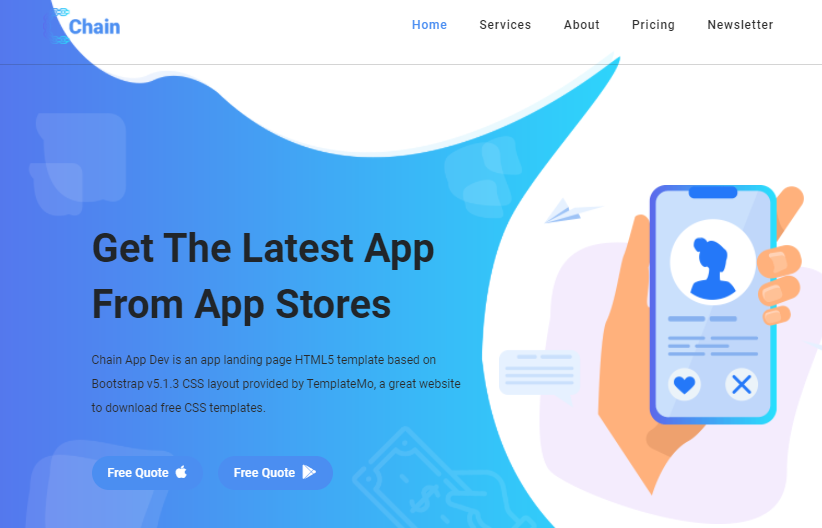 Chain
Home Services About Pricing Newsletter
Get The Latest App
From App Stores
Chain App Dev is an app landing page HTML5 template based on
Bootstrap v5.1.3 CSS layout provided by TemplateMo, a great website
to download free CSS templates.
Free Quote Free Quote